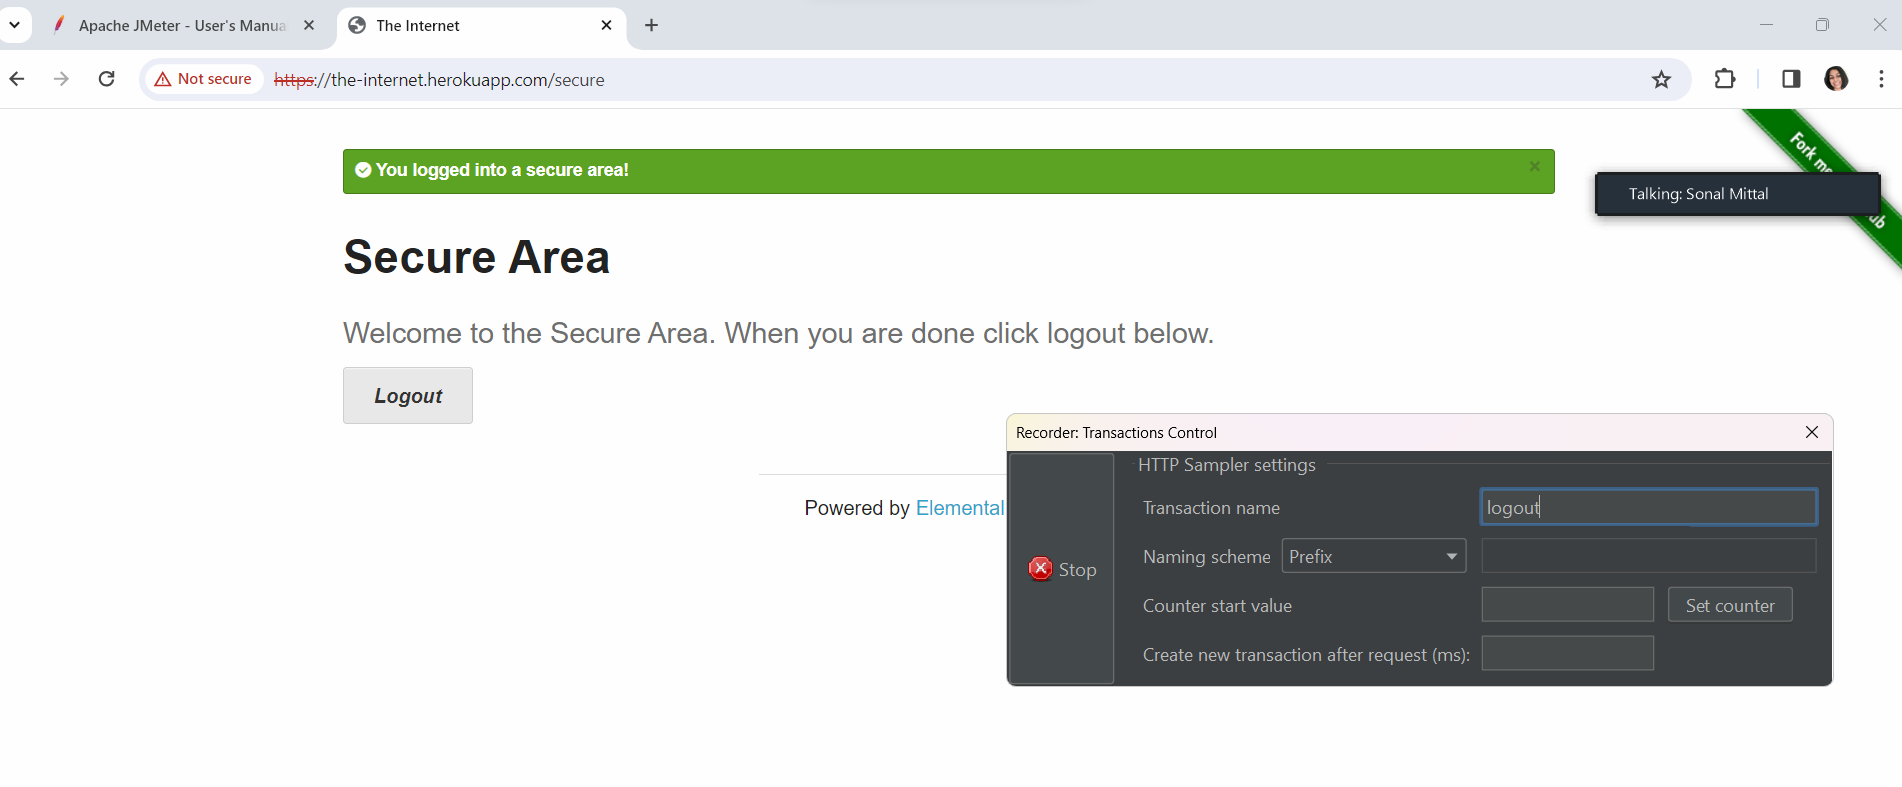 Apache JMeter - User's Manua
The Internet
Not secure
https://the-internet.herokuapp.com/secure
Fork me
ub
You logged into a secure area!
Talking: Sonal Mittal
Secure Area
Welcome to the Secure Area. When you are done click logout below.
Logout
Powered by Elemental
Recorder: Transactions Control
Stop
HTTP Sampler settings
Transaction name
logout
Naming scheme
Prefix
Counter start value
Set counter
Create new transaction after request (ms):